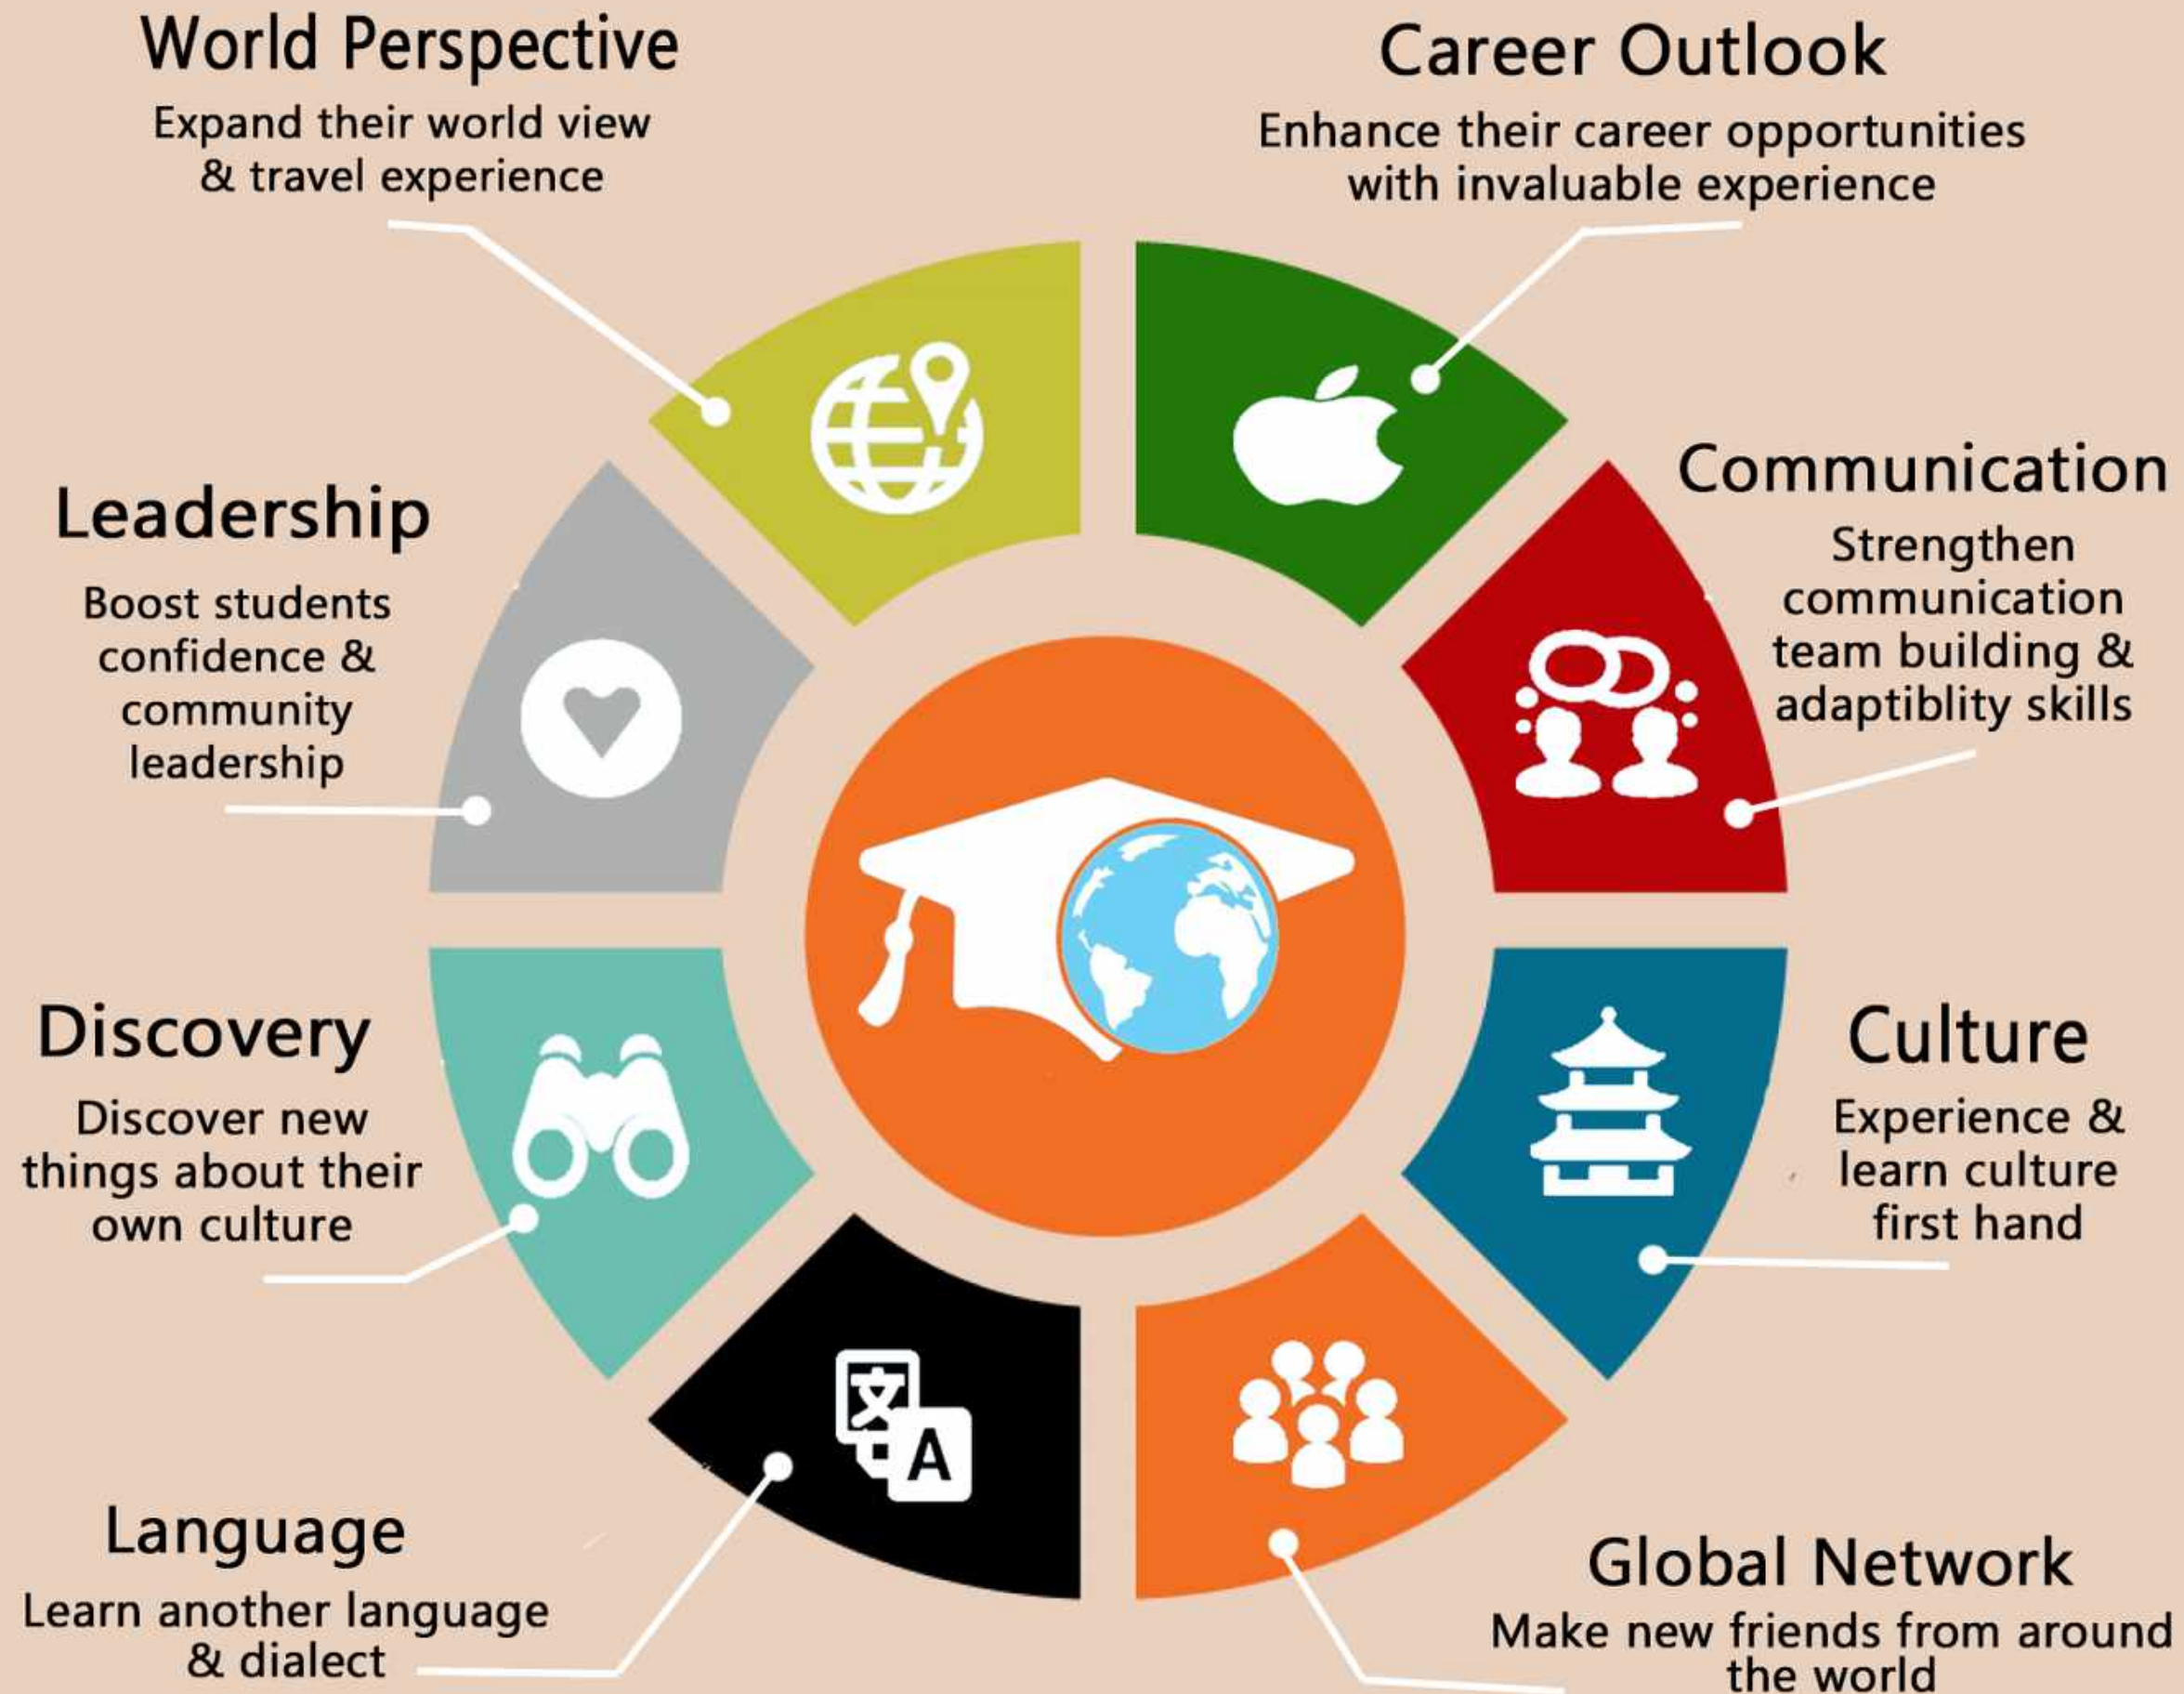 World Perspective
Expand their world view
& travel experience
Career Outlook
Enhance their career opportunities
with invaluable experience
Communication
Strengthen
communication
team building &
adaptiblity skills
Leadership
Boost students
confidence &
community
leadership
Discovery
Discover new
things about their
own culture
Culture
Experience &
learn culture
first hand
文
A
Language
Learn another language
& dialect
Global Network
Make new friends from around
the world